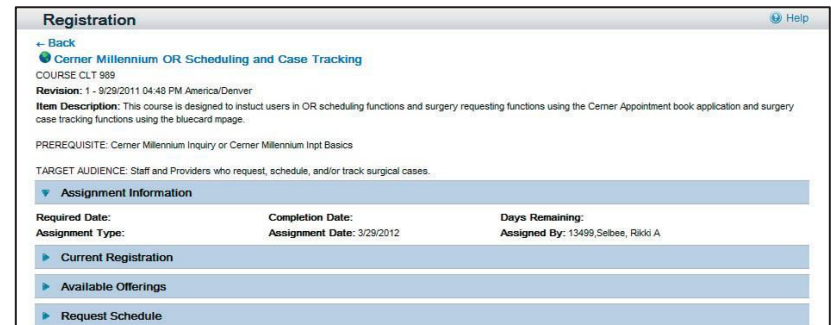 Registration
Help
← Back
Cerner Millennium OR Scheduling and Case Tracking
COURSE CLT 989
Revision: 1 - 9/29/2011 04:48 PM America/Denver
Item Description: This course is designed to instuct users in OR scheduling functions and surgery requesting functions using the Cerner Appointment book application and surgery
case tracking functions using the bluecard mpage.
PREREQUISITE: Cerner Millennium Inquiry or Cerner Millennium Inpt Basics
TARGET AUDIENCE: Staff and Providers who request, schedule, and/or track surgical cases.
Assignment Information
Required Date: Completion Date: Days Remaining:
Assignment Type: Assignment Date: 3/29/2012 Assigned By: 13499,Selbee, Rikki A
Current Registration
Available Offerings
Request Schedule